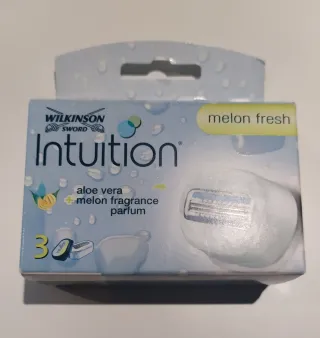 WILKINSON
SWORD
Intuition®
melon fresh
aloe vera
melon fragrance
parfum
3